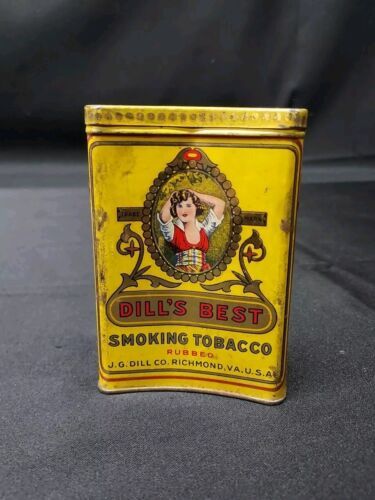 TRADE MARK
DILL'S BEST
SMOKING TOBACCO
RUBBED
J.G. DILL CO. RICHMOND, VA. U.S.A.